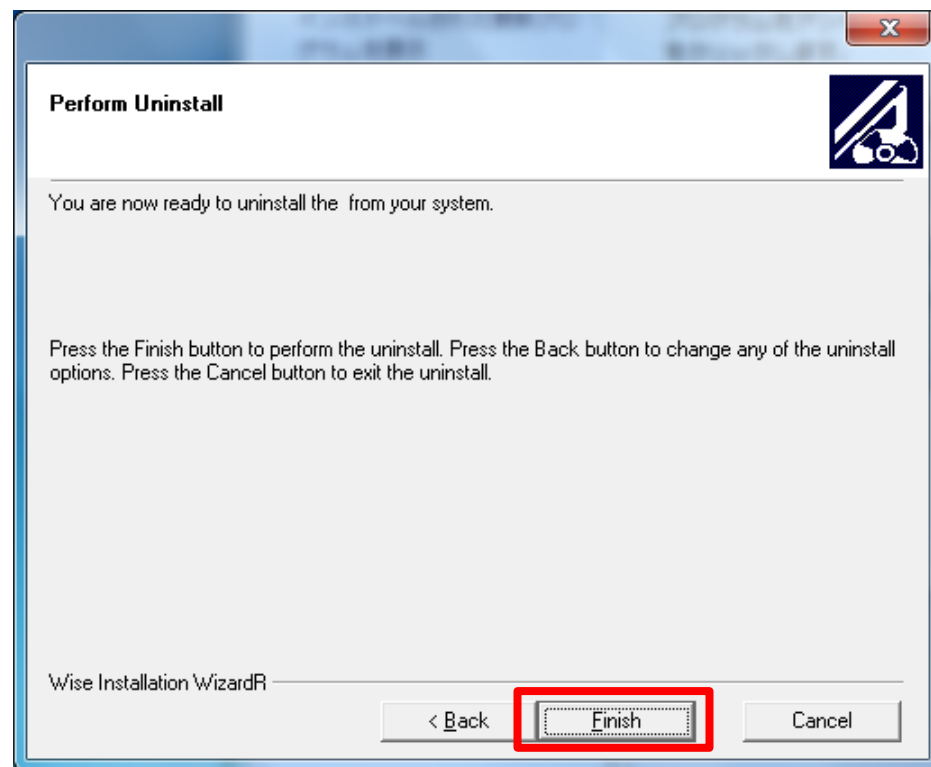 Perform Uninstall
You are now ready to uninstall the  from your system.
Press the Finish button to perform the uninstall. Press the Back button to change any of the uninstall
options. Press the Cancel button to exit the uninstall.
Wise Installation WizardR
< Back
Finish
Cancel